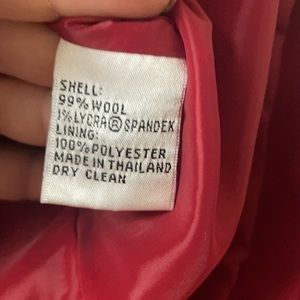 SHELL:
99% WOOL
1% LYCRA® SPANDEX
LINING:
100% POLYESTER
MADE IN THAILAND
DRY CLEAN